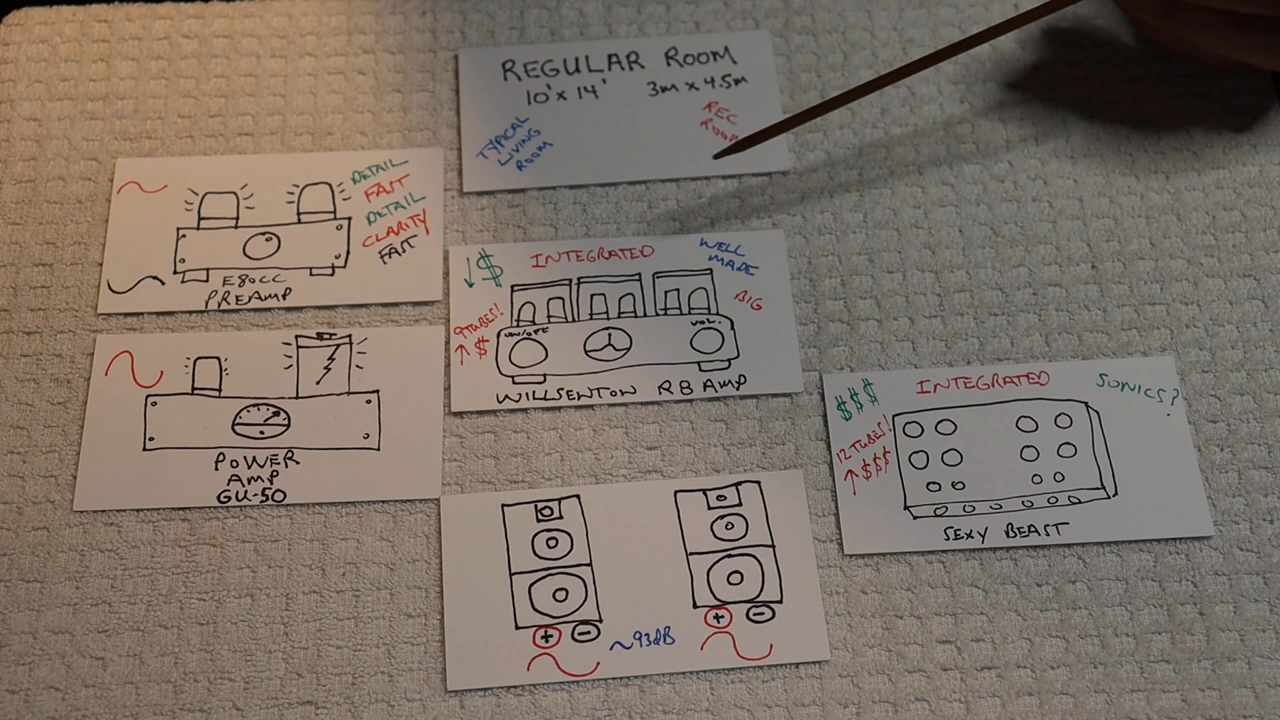 REGULAR ROOM
10' x 14' 3m x 4.5m
TYPICAL
LIVING
ROOM
REC
ROOM
DETAIL
FAST
DETAIL
CLARITY
FAST
E80CC
PREAMP
↓$
INTEGRATED
WELL
MADE
BIG
9 TUBES!
↑ $
ON/OFF
VOL.
WILLSENTON R8 AMP
POWER
AMP
GU-50
$$$
INTEGRATED
SONICS?
12 TUBES!
↑ $$$
SEXY BEAST
+ −
~93dB
+ −